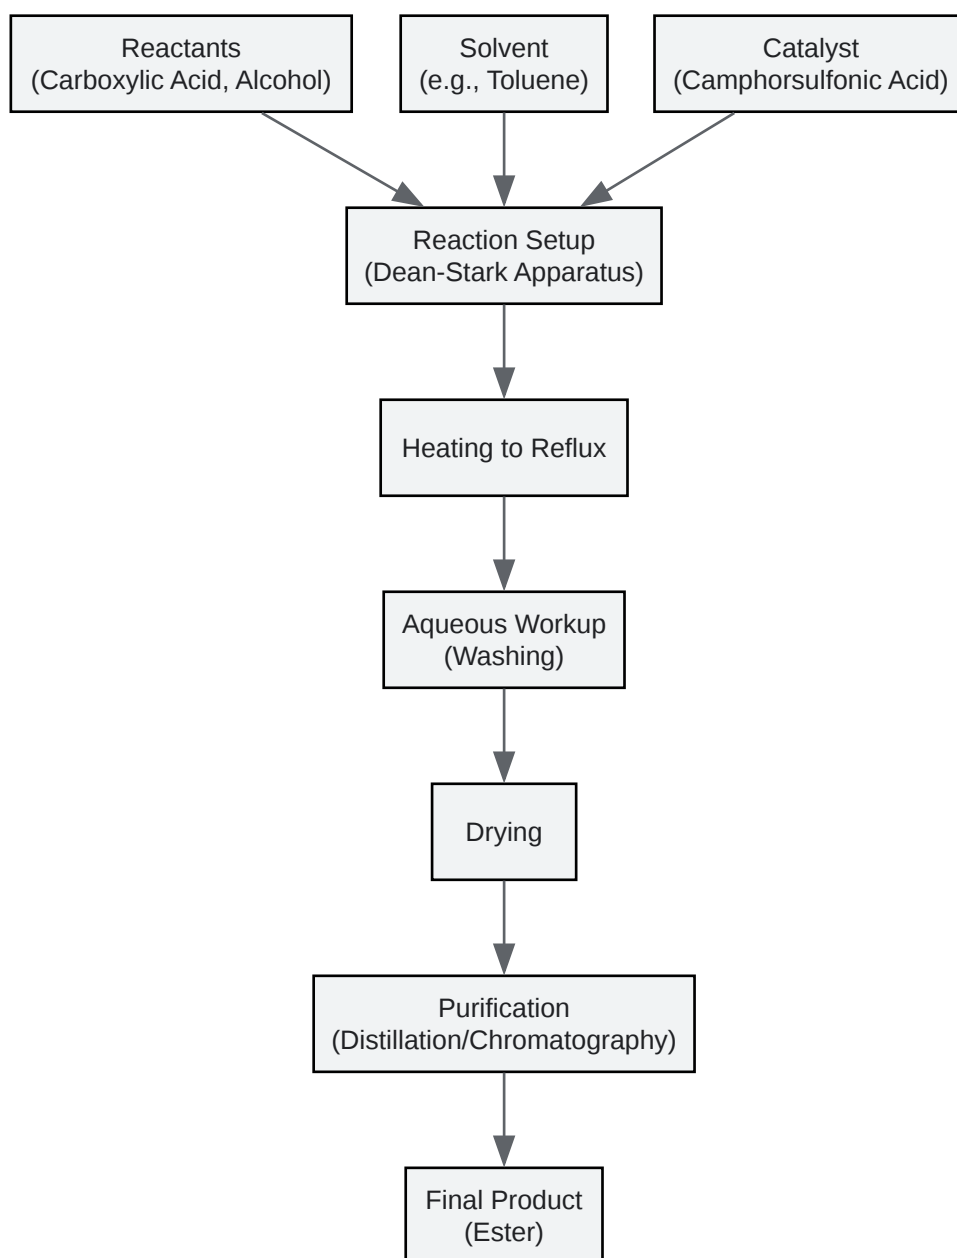 Reactants
(Carboxylic Acid, Alcohol)
Solvent
(e.g., Toluene)
Catalyst
(Camphorsulfonic Acid)
Reaction Setup
(Dean-Stark Apparatus)
Heating to Reflux
Aqueous Workup
(Washing)
Drying
Purification
(Distillation/Chromatography)
Final Product
(Ester)